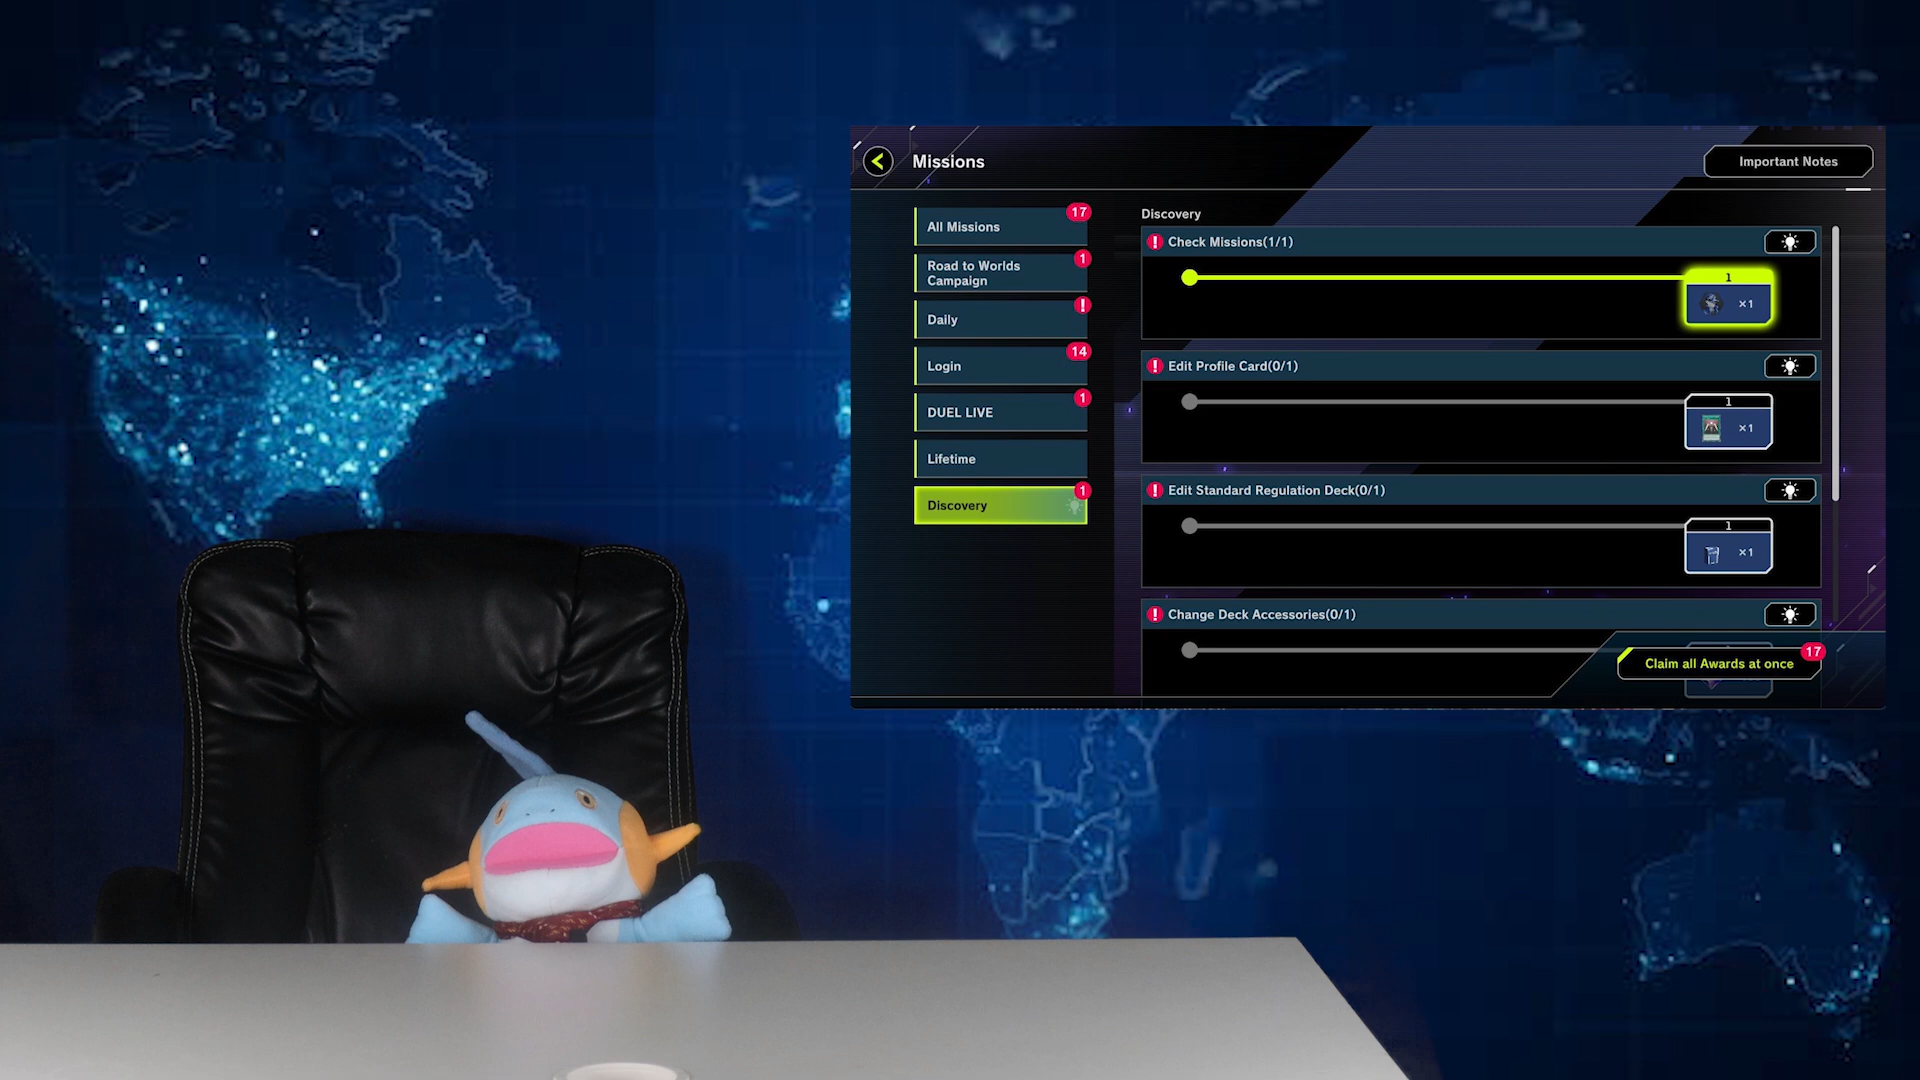 Missions
Important Notes
All Missions
17
Road to Worlds
Campaign
1
Daily
!
Login
14
DUEL LIVE
1
Lifetime
Discovery
1
Discovery
! Check Missions(1/1)
1
×1
! Edit Profile Card(0/1)
1
×1
! Edit Standard Regulation Deck(0/1)
1
×1
! Change Deck Accessories(0/1)
Claim all Awards at once
17